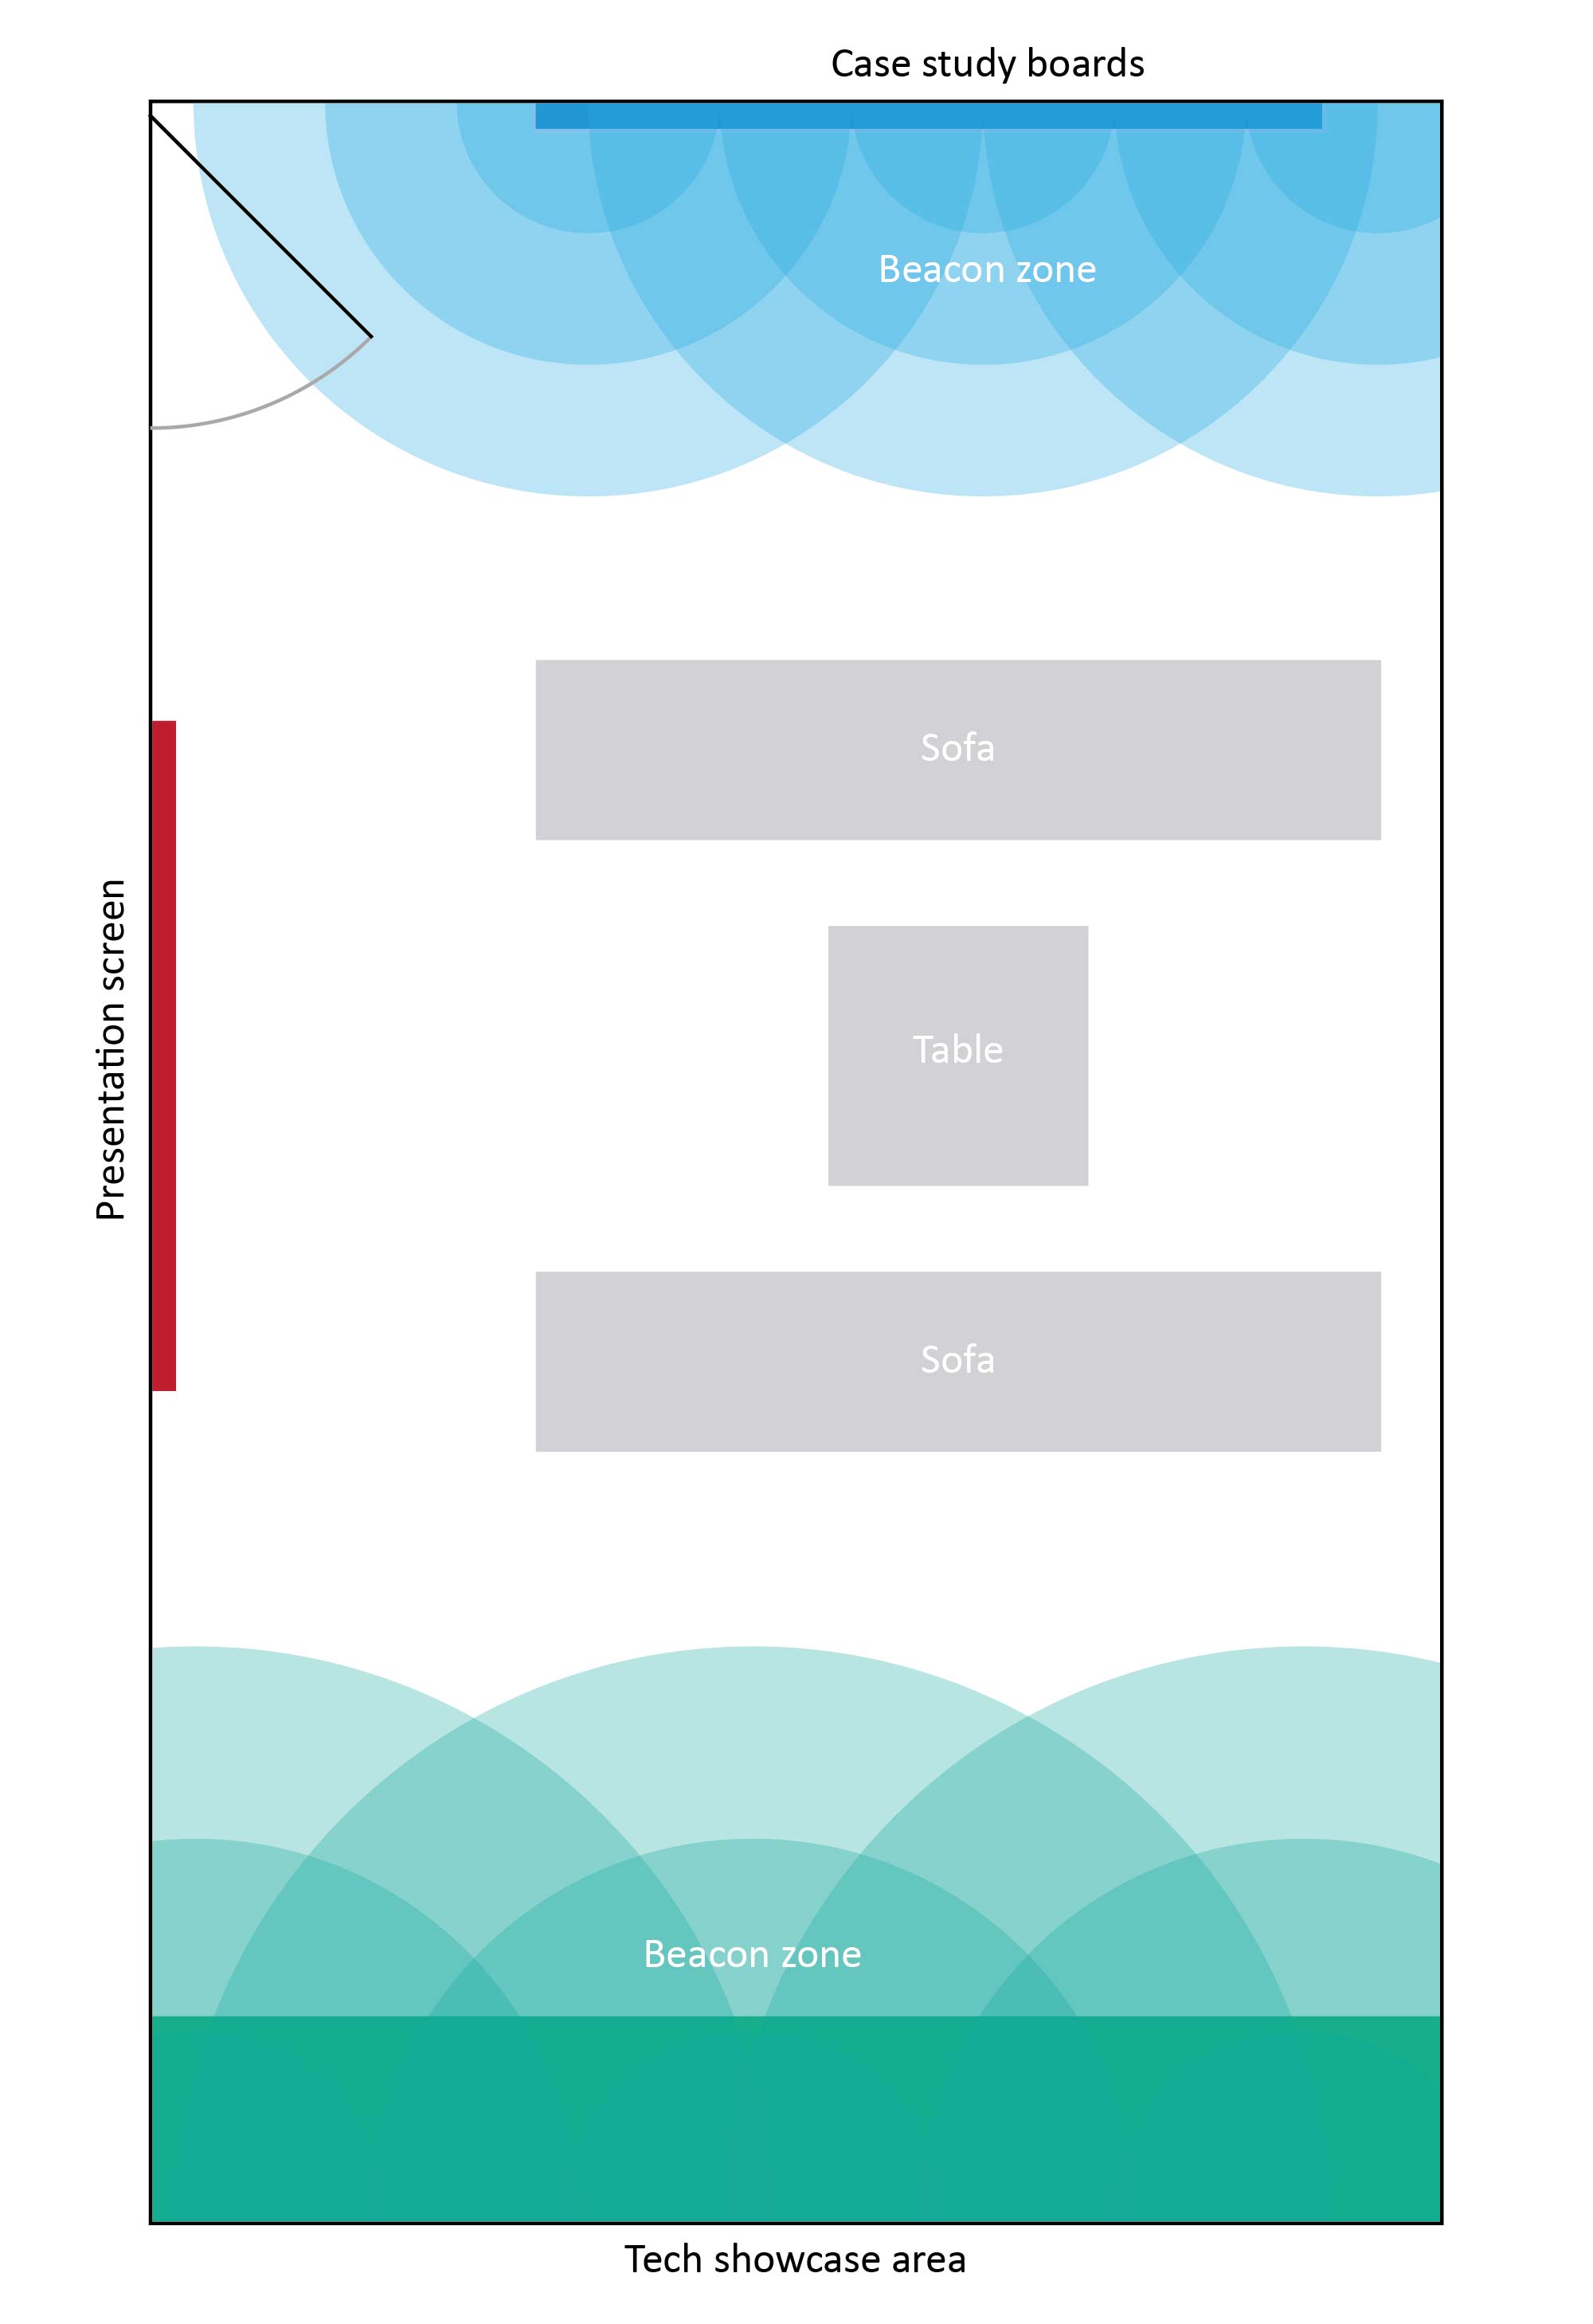 Case study boards
Beacon zone
Sofa
Presentation screen
Table
Sofa
Beacon zone
Tech showcase area